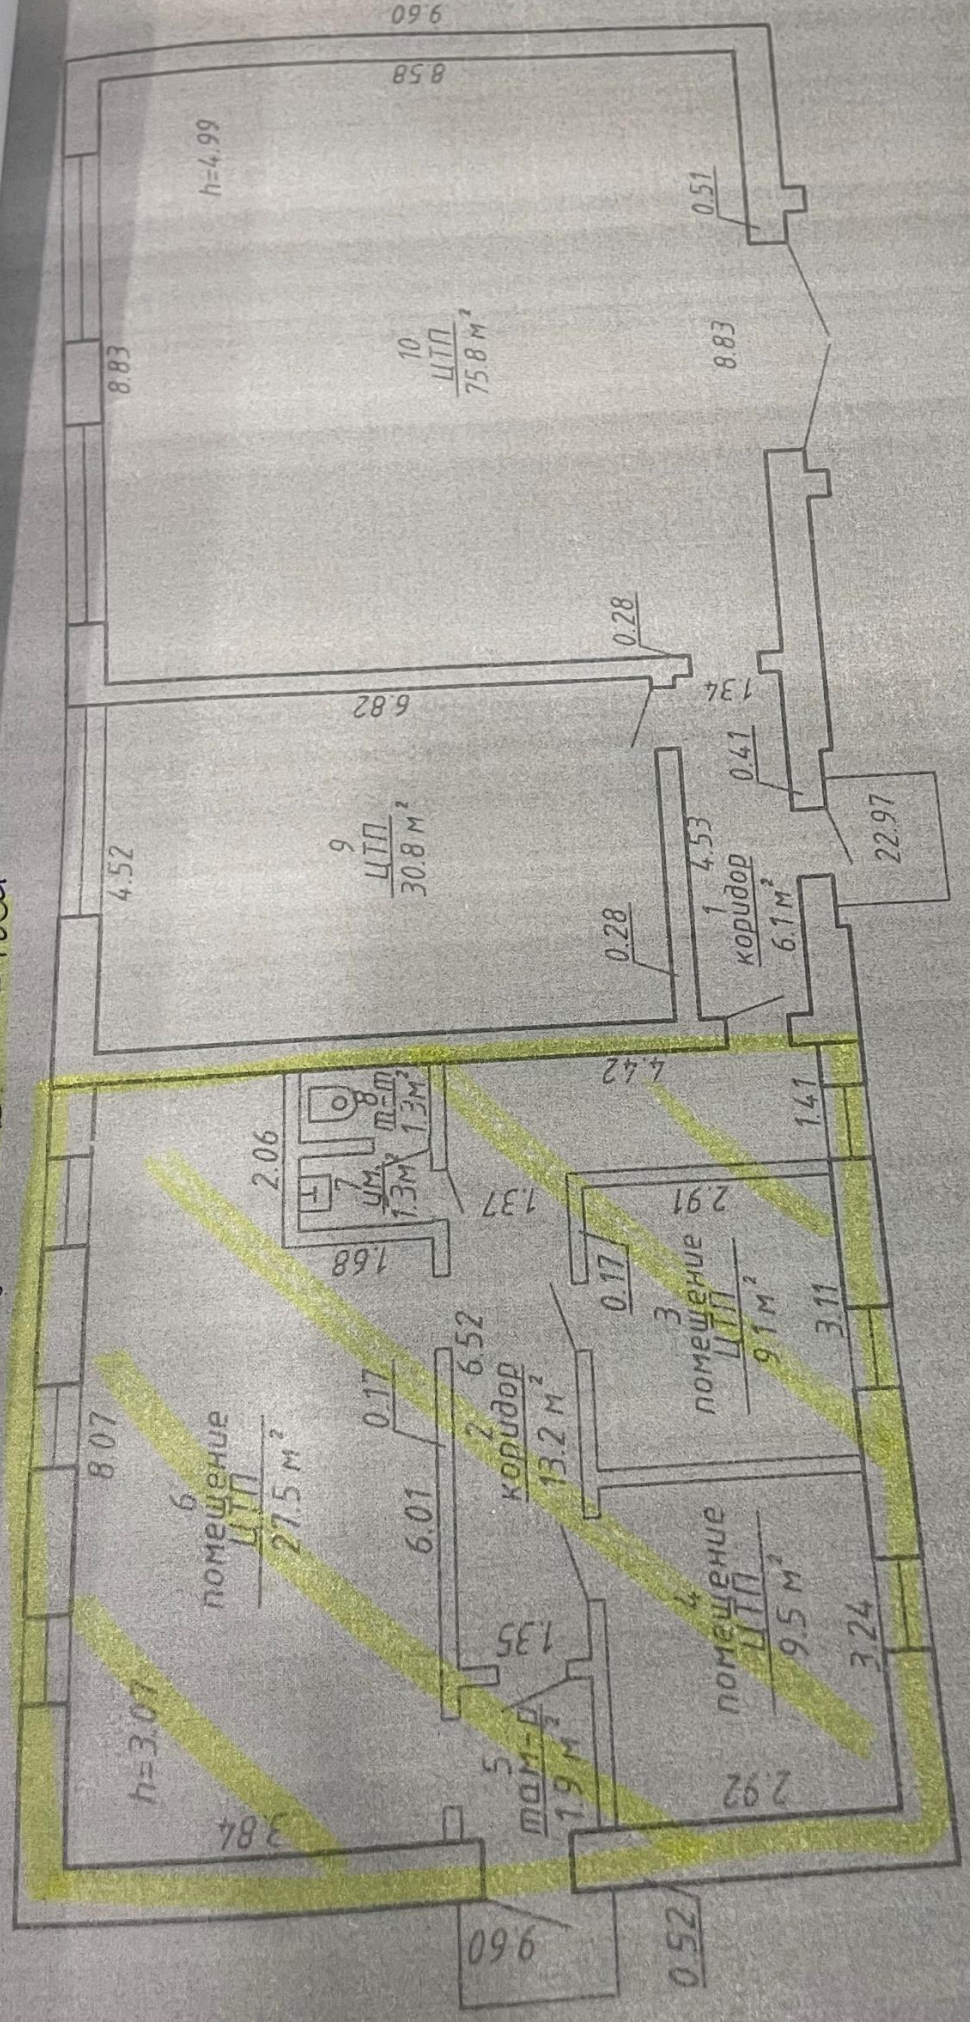 h=3.07
8.07
6
помещение
ЦТП
27.5 м²
3.84
6.01
0.17
2.06
1.68
7
ум.
1.3м²
8
т-т
1.3м²
1.37
2
6.52
коридор
13.2 м²
1.35
5
там-р
1.9 м²
9.60
0.52
4
помещение
ЦТП
9.5 м²
2.92
3.24
3
помещение
ЦТП
9.1 м²
2.91
3.11
0.17
4.42
1.41
4.52
9
ЦТП
30.8 м²
6.82
0.28
1
4.53
коридор
6.1 м²
0.41
22.97
1.34
0.28
8.83
10
ЦТП
75.8 м²
8.83
0.51
h=4.99
8.58
9.60